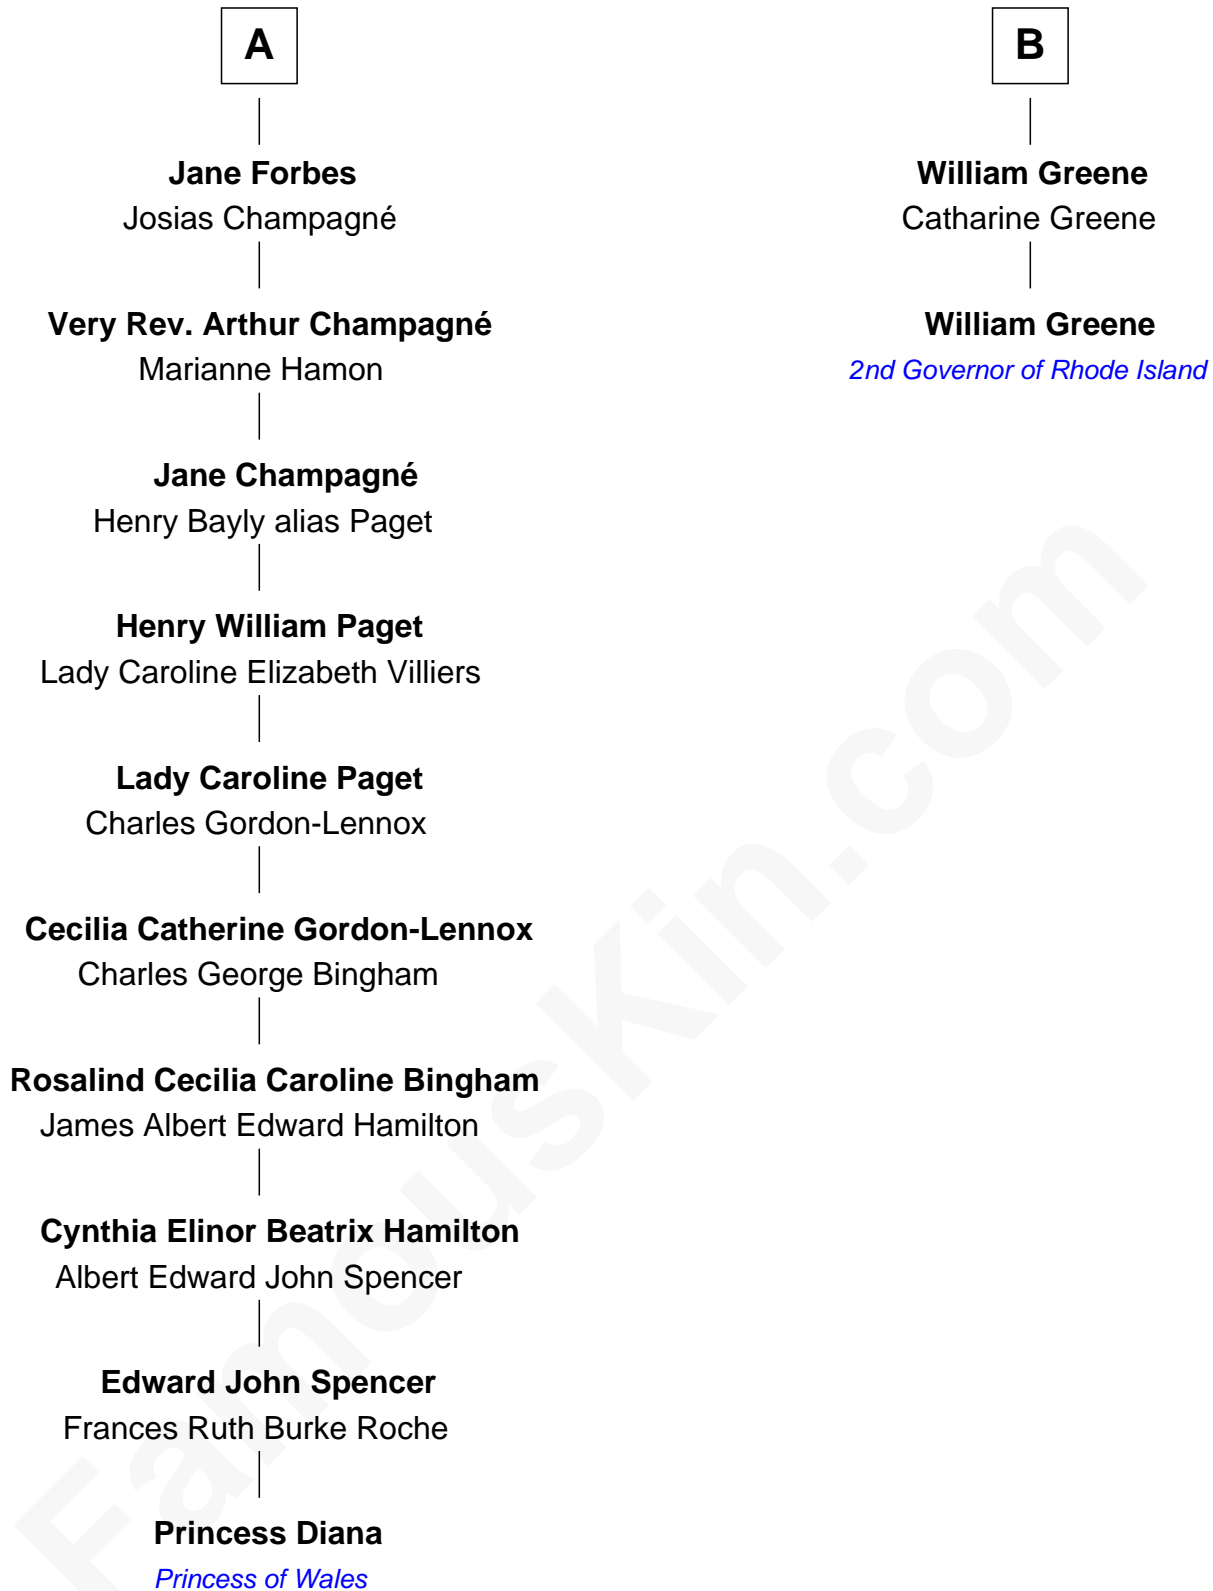 A
Jane Forbes
Josias Champagné
Very Rev. Arthur Champagné
Marianne Hamon
Jane Champagné
Henry Bayly alias Paget
Henry William Paget
Lady Caroline Elizabeth Villiers
Lady Caroline Paget
Charles Gordon-Lennox
Cecilia Catherine Gordon-Lennox
Charles George Bingham
Rosalind Cecilia Caroline Bingham
James Albert Edward Hamilton
Cynthia Elinor Beatrix Hamilton
Albert Edward John Spencer
Edward John Spencer
Frances Ruth Burke Roche
Princess Diana
Princess of Wales
B
William Greene
Catharine Greene
William Greene
2nd Governor of Rhode Island
FamousKin.com